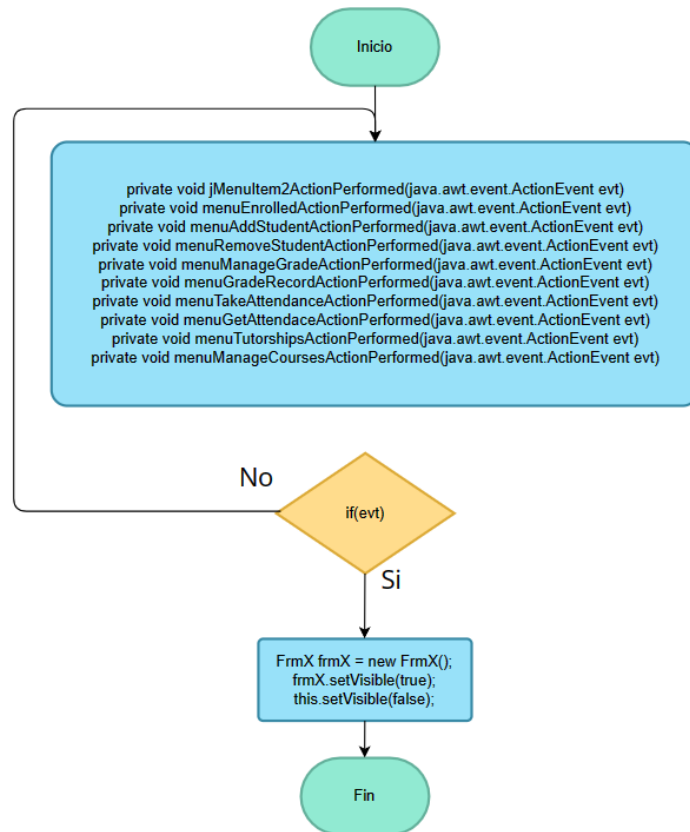 Inicio
private void jMenuItem2ActionPerformed(java.awt.event.ActionEvent evt)
private void menuEnrolledActionPerformed(java.awt.event.ActionEvent evt)
private void menuAddStudentActionPerformed(java.awt.event.ActionEvent evt)
private void menuRemoveStudentActionPerformed(java.awt.event.ActionEvent evt)
private void menuManageGradeActionPerformed(java.awt.event.ActionEvent evt)
private void menuGradeRecordActionPerformed(java.awt.event.ActionEvent evt)
private void menuTakeAttendanceActionPerformed(java.awt.event.ActionEvent evt)
private void menuGetAttendaceActionPerformed(java.awt.event.ActionEvent evt)
private void menuTutorshipsActionPerformed(java.awt.event.ActionEvent evt)
private void menuManageCoursesActionPerformed(java.awt.event.ActionEvent evt)
No
if(evt)
Si
FrmX frmX = new FrmX();
frmX.setVisible(true);
this.setVisible(false);
Fin